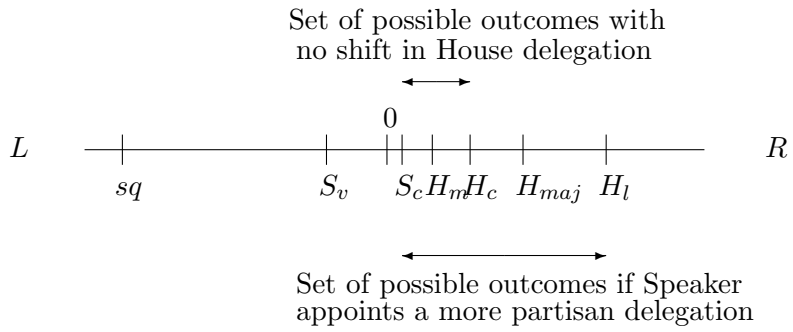 Set of possible outcomes with
no shift in House delegation
0
L R
sq S_v S_c H_m H_c H_maj H_l
Set of possible outcomes if Speaker
appoints a more partisan delegation